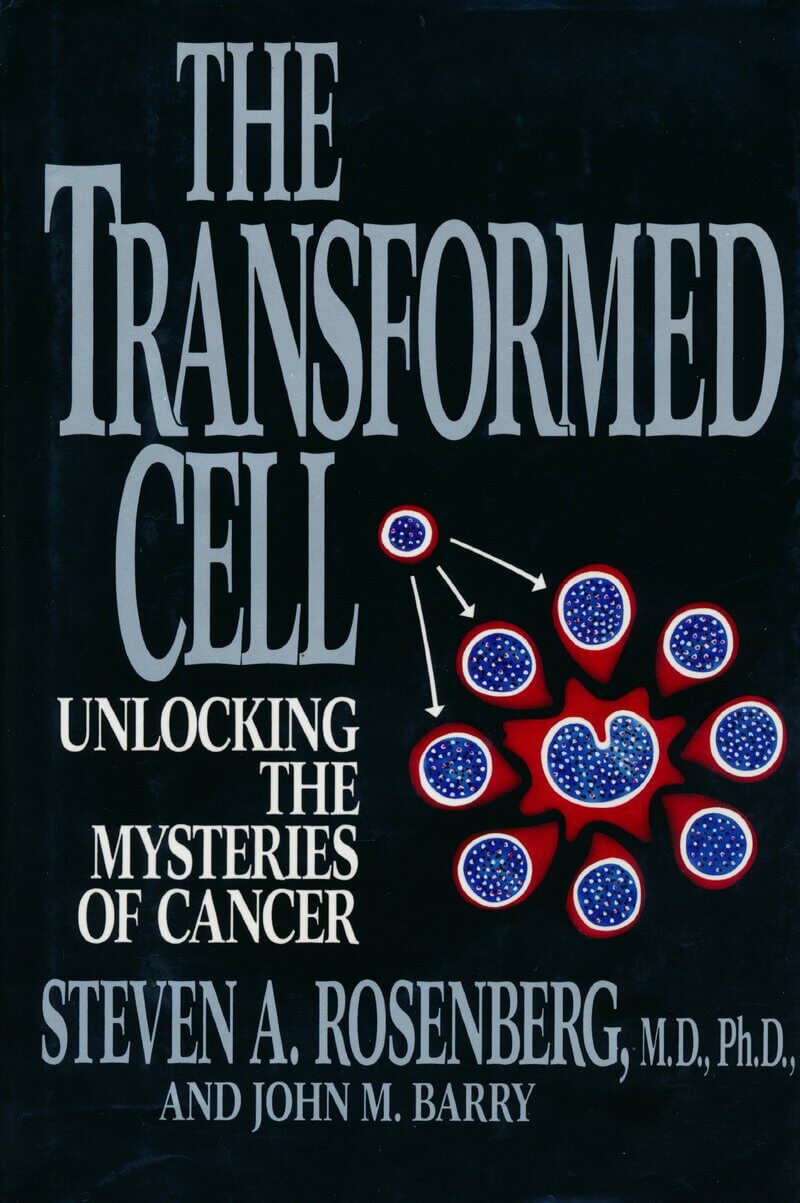 THE
TRANSFORMED
CELL
UNLOCKING
THE
MYSTERIES
OF CANCER
STEVEN A. ROSENBERG, M.D., Ph.D.,
AND JOHN M. BARRY